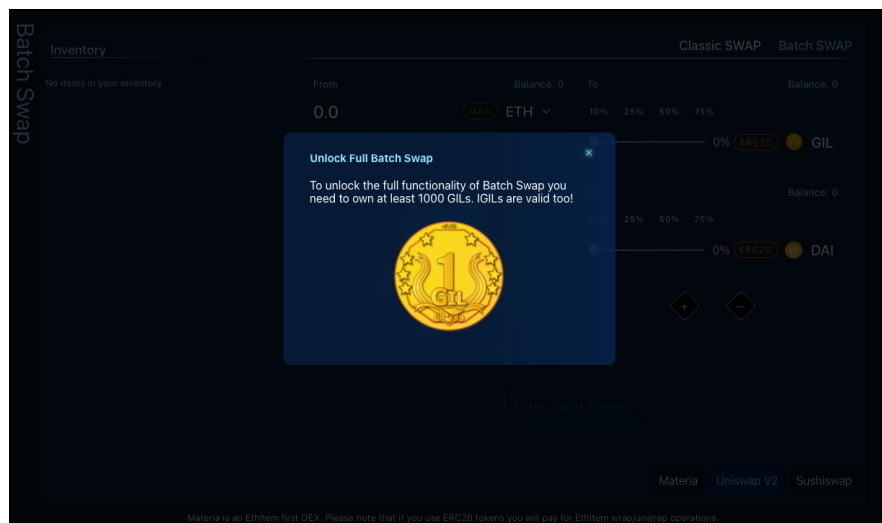 Batch Swap
Inventory
Classic SWAP Batch SWAP
No items in your inventory
From Balance: 0 To Balance: 0
0.0 MAX ETH 10% 25% 50% 75%
0% ERC20 GIL
Unlock Full Batch Swap
To unlock the full functionality of Batch Swap you
need to own at least 1000 GILs. IGILs are valid too!
Balance: 0
10% 25% 50% 75%
0% ERC20 DAI
1
GIL
Enter Input Amount
Materia Uniswap V2 Sushiswap
Materia is an EthItem first DEX. Please note that if you use ERC20 tokens you will pay for EthItem wrap/unwrap operations.